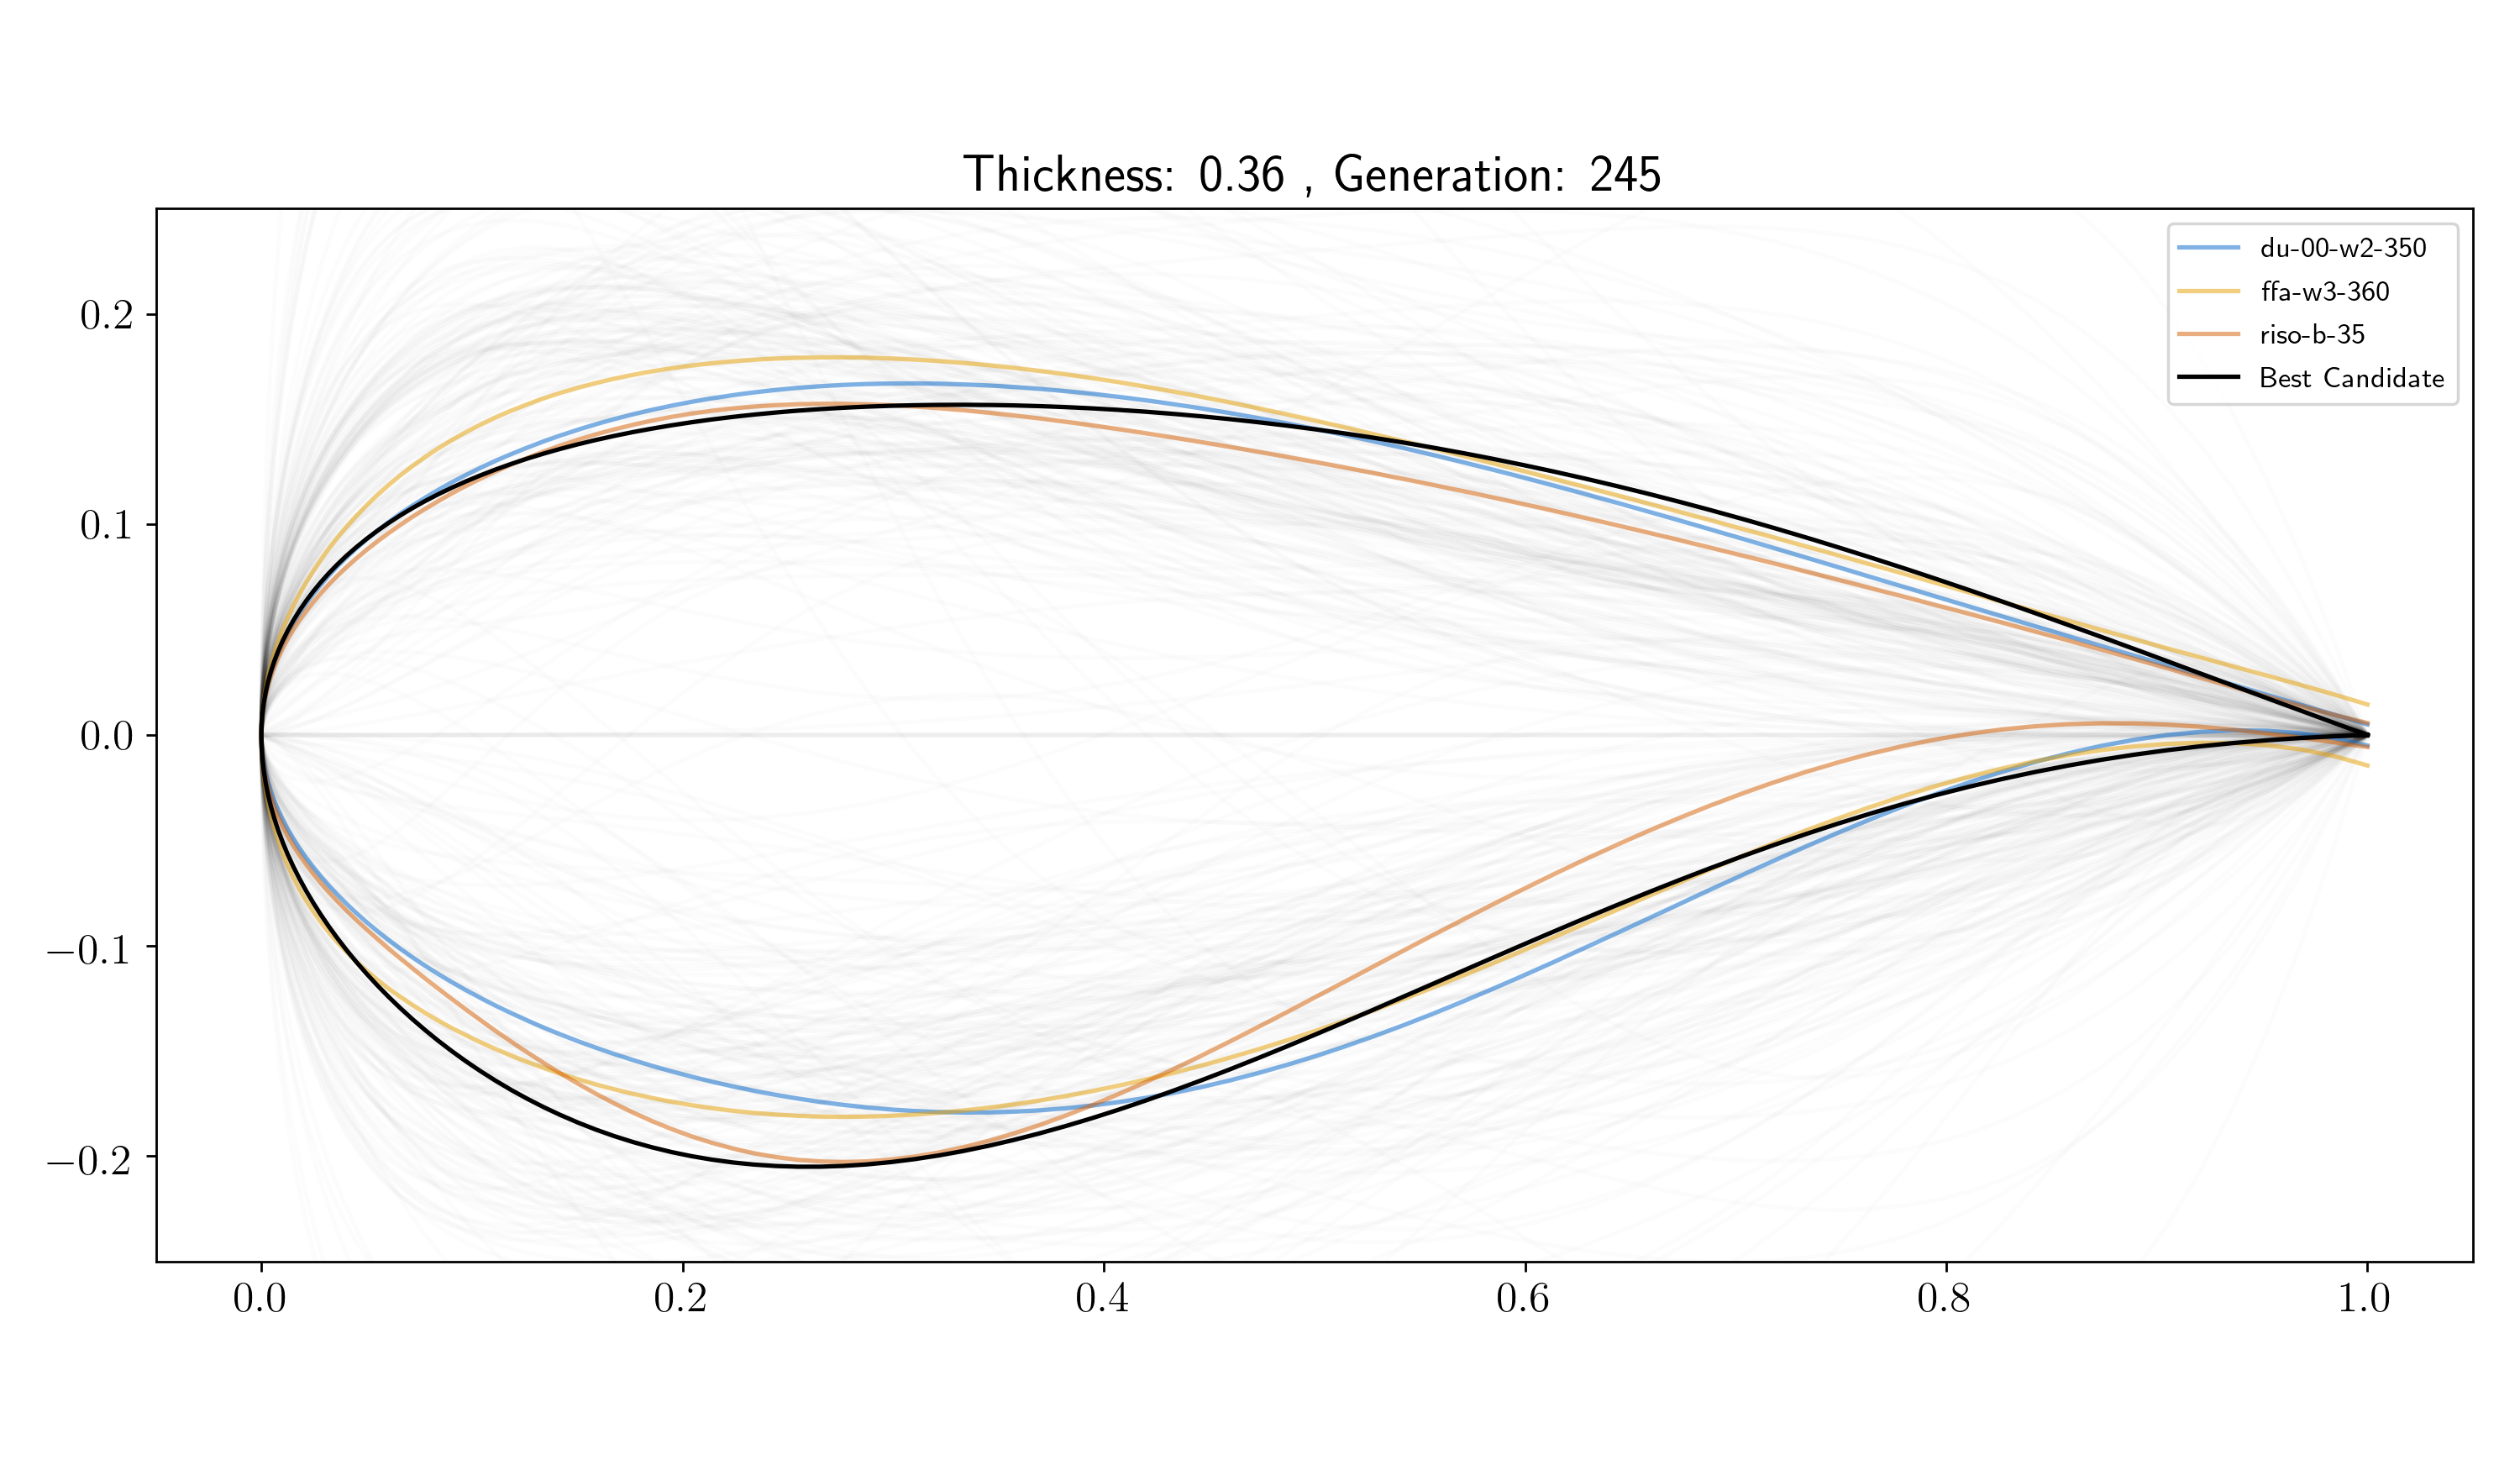 Thickness: 0.36 , Generation: 245
du-00-w2-350
ffa-w3-360
riso-b-35
Best Candidate
0.2
0.1
0.0
−0.1
−0.2
0.0 0.2 0.4 0.6 0.8 1.0